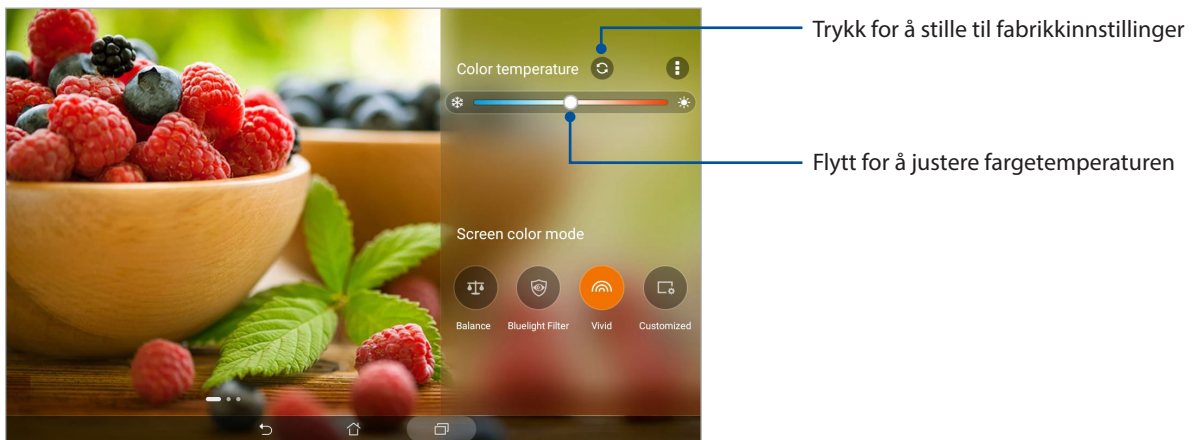 Trykk for å stille til fabrikkinnstillinger
Color temperature
Flytt for å justere fargetemperaturen
Screen color mode
Balance Bluelight Filter Vivid Customized